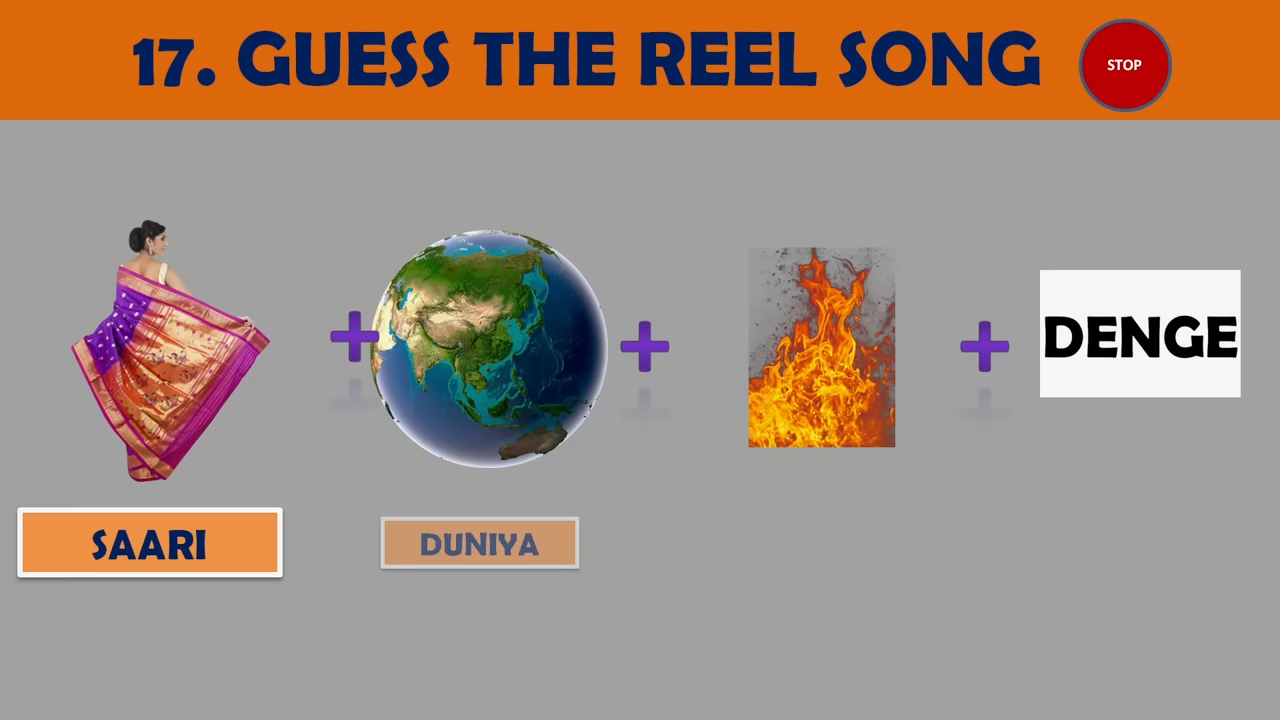 17. GUESS THE REEL SONG
STOP
DENGE
SAARI
DUNIYA